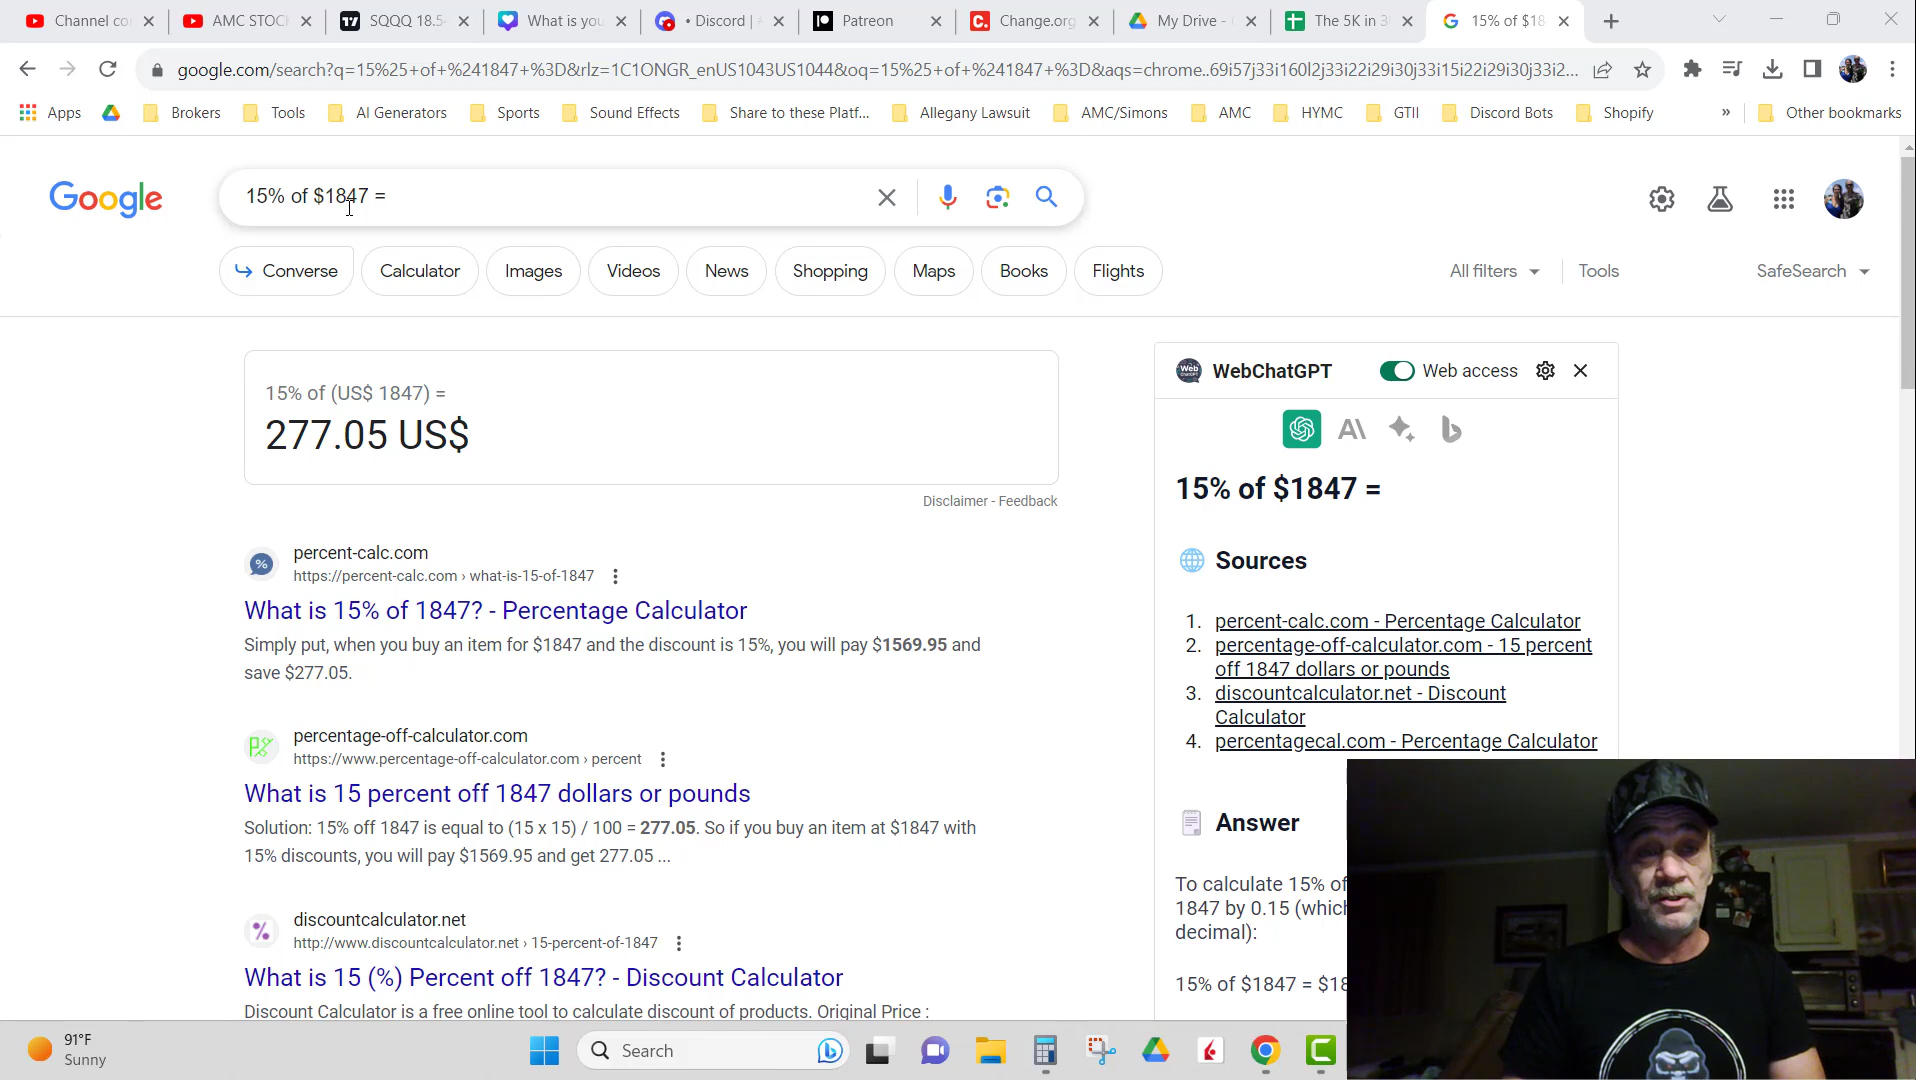 Channel co
AMC STOC
SQQQ 18.5
What is you
• Discord |
Patreon
Change.org
My Drive -
The 5K in 3
15% of $18
google.com/search?q=15%25+of+%241847+%3D&rlz=1C1ONGR_enUS1043US1044&oq=15%25+of+%241847+%3D&aqs=chrome..69i57j33i160l2j33i22i29i30j33i15i22i29i30j33i2...
Apps
Brokers
Tools
AI Generators
Sports
Sound Effects
Share to these Platf...
Allegany Lawsuit
AMC/Simons
AMC
HYMC
GTII
Discord Bots
Shopify
»
Other bookmarks
Google
15% of $1847 =
Converse
Calculator
Images
Videos
News
Shopping
Maps
Books
Flights
All filters
Tools
SafeSearch
15% of (US$ 1847) =
277.05 US$
Disclaimer - Feedback
percent-calc.com
https://percent-calc.com › what-is-15-of-1847
What is 15% of 1847? - Percentage Calculator
Simply put, when you buy an item for $1847 and the discount is 15%, you will pay $1569.95 and
save $277.05.
percentage-off-calculator.com
https://www.percentage-off-calculator.com › percent
What is 15 percent off 1847 dollars or pounds
Solution: 15% off 1847 is equal to (15 x 15) / 100 = 277.05. So if you buy an item at $1847 with
15% discounts, you will pay $1569.95 and get 277.05 ...
discountcalculator.net
http://www.discountcalculator.net › 15-percent-of-1847
What is 15 (%) Percent off 1847? - Discount Calculator
Discount Calculator is a free online tool to calculate discount of products. Original Price :
Web
WebChatGPT
Web access
15% of $1847 =
Sources
1. percent-calc.com - Percentage Calculator
2. percentage-off-calculator.com - 15 percent
off 1847 dollars or pounds
3. discountcalculator.net - Discount
Calculator
4. percentagecal.com - Percentage Calculator
Answer
To calculate 15% of
1847 by 0.15 (which
decimal):
15% of $1847 = $18
91°F
Sunny
Search